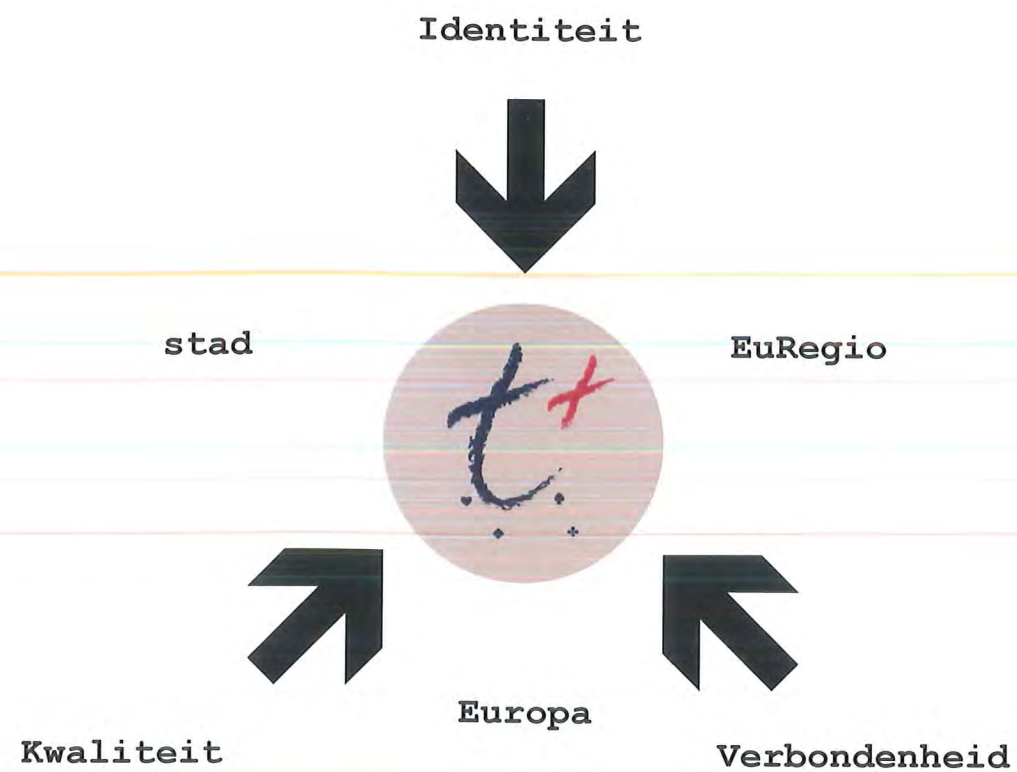 Identiteit
stad
EuRegio
t+
Europa
Kwaliteit
Verbondenheid